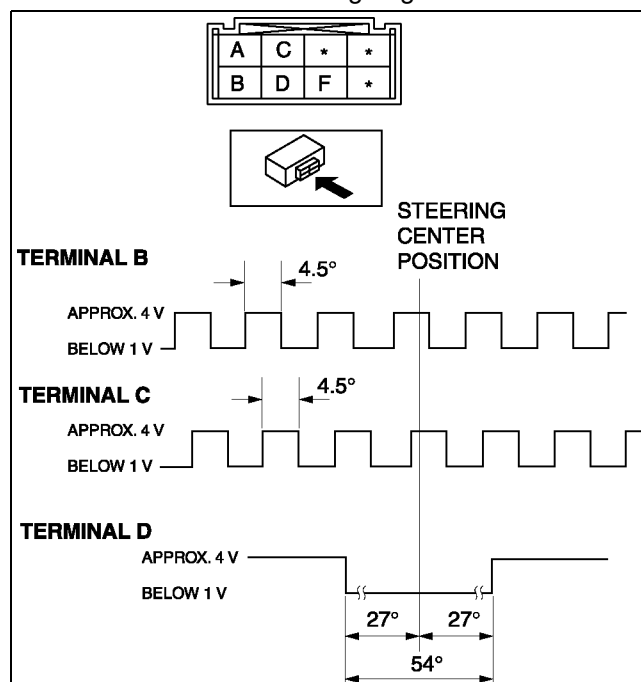 A C * *
B D F *
STEERING
CENTER
POSITION
TERMINAL B
4.5°
APPROX. 4 V
BELOW 1 V
TERMINAL C
4.5°
APPROX. 4 V
BELOW 1 V
TERMINAL D
APPROX. 4 V
BELOW 1 V
27° 27°
54°